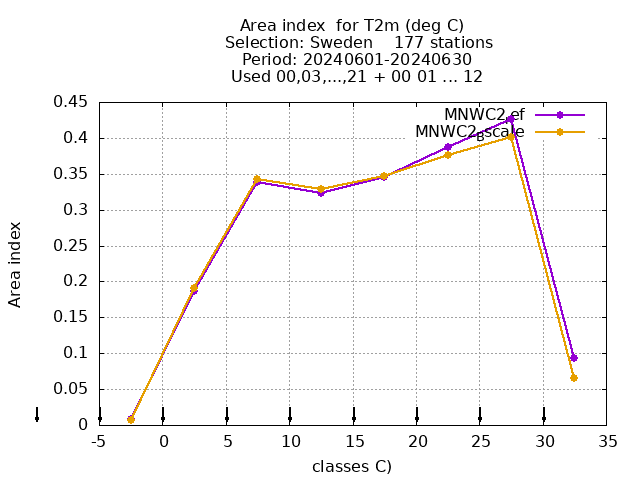 Area index  for T2m (deg C)
Selection: Sweden    177 stations
Period: 20240601-20240630
Used 00,03,...,21 + 00 01 ... 12
0.45
0.4
0.35
0.3
0.25
0.2
0.15
0.1
0.05
0
Area index
MNWC2
MNWC2
-5
0
5
10
15
20
25
30
35
classes C)